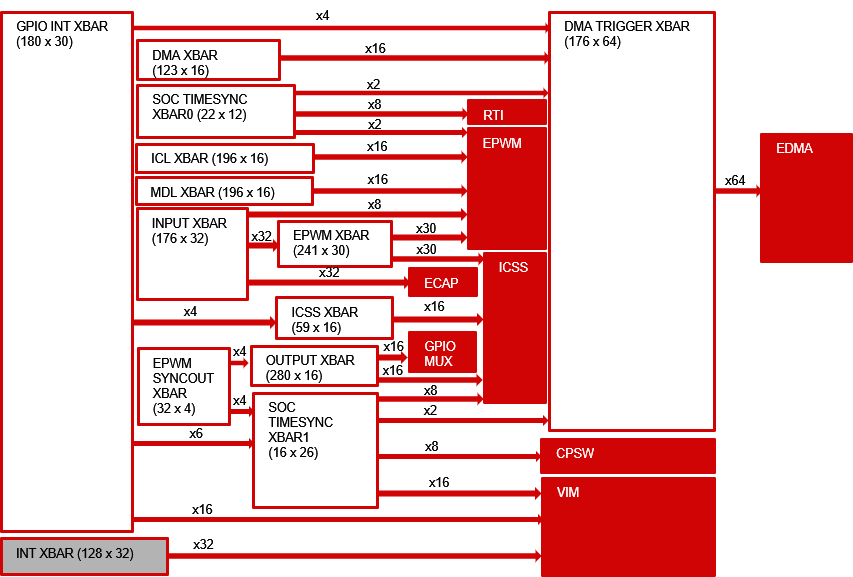 GPIO INT XBAR
(180 x 30)
x4
DMA TRIGGER XBAR
(176 x 64)
DMA XBAR
(123 x 16)
x16
SOC TIMESYNC
XBAR0 (22 x 12)
x2
x8
x2
RTI
EPWM
ICL XBAR (196 x 16)
x16
MDL XBAR (196 x 16)
x16
EDMA
x64
INPUT XBAR
(176 x 32)
x8
x32
EPWM XBAR
(241 x 30)
x30
x30
ICSS
x32
ECAP
x4
ICSS XBAR
(59 x 16)
x16
EPWM
SYNCOUT
XBAR
(32 x 4)
x4
OUTPUT XBAR
(280 x 16)
x16
x16
GPIO
MUX
x4
SOC
TIMESYNC
XBAR1
(16 x 26)
x8
x2
x6
x8
CPSW
x16
VIM
x16
INT XBAR (128 x 32)
x32